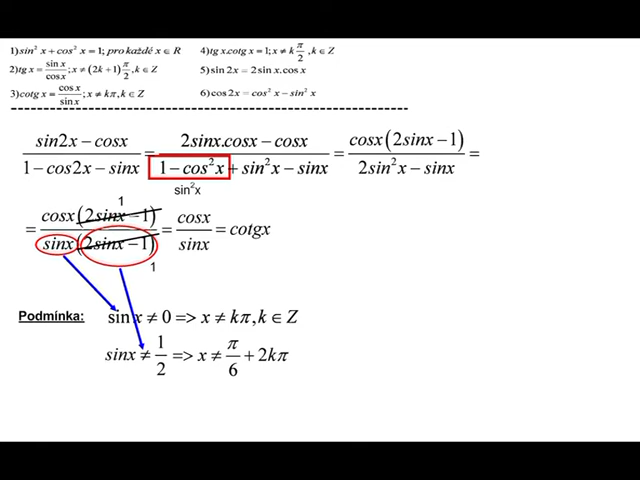 1) sin² x + cos² x = 1; pro každé x ∈ R
4) tg x.cotg x = 1; x ≠ k π/2, k ∈ Z
2) tg x = sin x / cos x; x ≠ (2k + 1) π/2, k ∈ Z
5) sin 2x = 2 sin x. cos x
3) cotg x = cos x / sin x; x ≠ kπ, k ∈ Z
6) cos 2x = cos² x − sin² x
(sin2x − cosx) / (1 − cos2x − sinx) = (2sinx.cosx − cosx) / (1 − cos²x + sin²x − sinx) = cosx(2sinx − 1) / (2sin²x − sinx) =
sin²x
1
= cosx(2sinx − 1) / sinx(2sinx − 1) = cosx / sinx = cotgx
1
Podmínka: sin x ≠ 0 => x ≠ kπ, k ∈ Z
sinx ≠ 1/2 => x ≠ π/6 + 2kπ